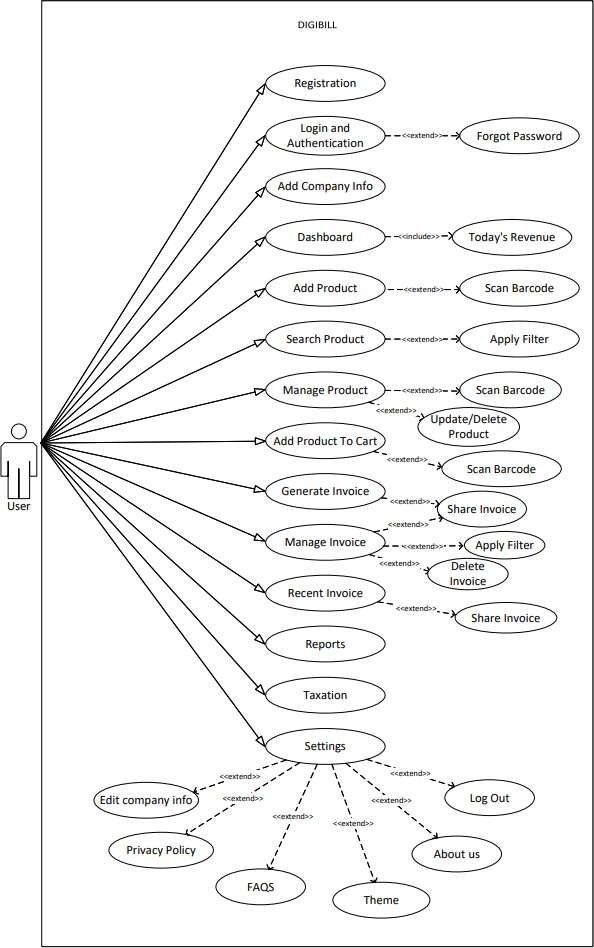 DIGIBILL
Registration
Login and
Authentication
<<extend>>
Forgot Password
Add Company Info
Dashboard
<<include>>
Today's Revenue
Add Product
<<extend>>
Scan Barcode
Search Product
<<extend>>
Apply Filter
Manage Product
<<extend>>
Scan Barcode
<<extend>>
Update/Delete
Product
Add Product To Cart
<<extend>>
Scan Barcode
Generate Invoice
<<extend>>
Share Invoice
<<extend>>
Manage Invoice
<<extend>>
Apply Filter
<<extend>>
Delete
Invoice
Recent Invoice
<<extend>>
Share Invoice
User
Reports
Taxation
Settings
<<extend>>
Edit company info
<<extend>>
Privacy Policy
<<extend>>
FAQS
<<extend>>
Theme
<<extend>>
About us
<<extend>>
Log Out